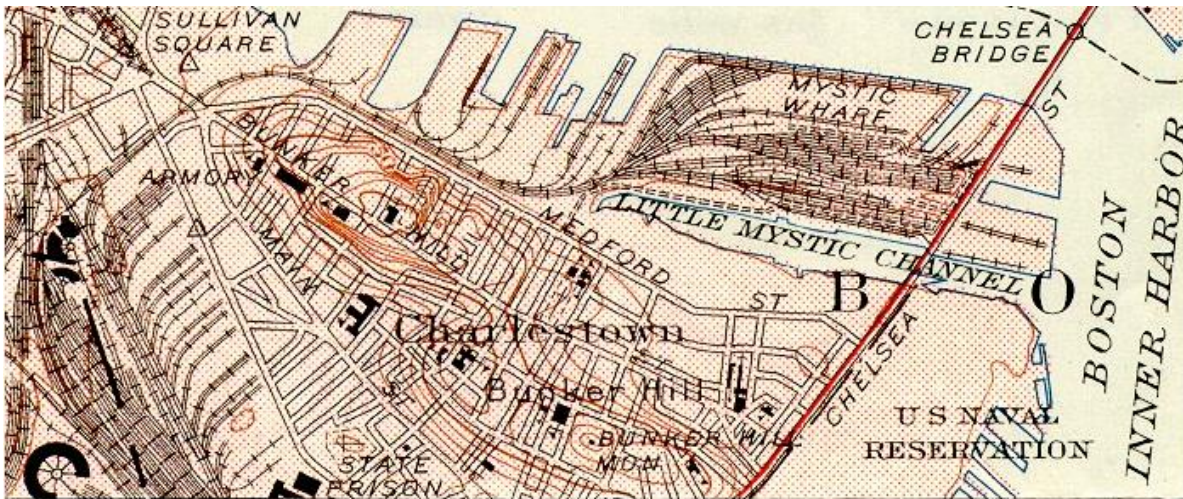 SULLIVAN
SQUARE
CHELSEA
BRIDGE
MYSTIC
WHARF
ST
BUNKER
HILL
ARMORY
MAIN
ST
MEDFORD
ST
LITTLE MYSTIC CHANNEL
B O
BOSTON
INNER HARBOR
Charlestown
CHELSEA
Bunker Hill
U S NAVAL
RESERVATION
BUNKER HILL
MON
STATE
PRISON
C